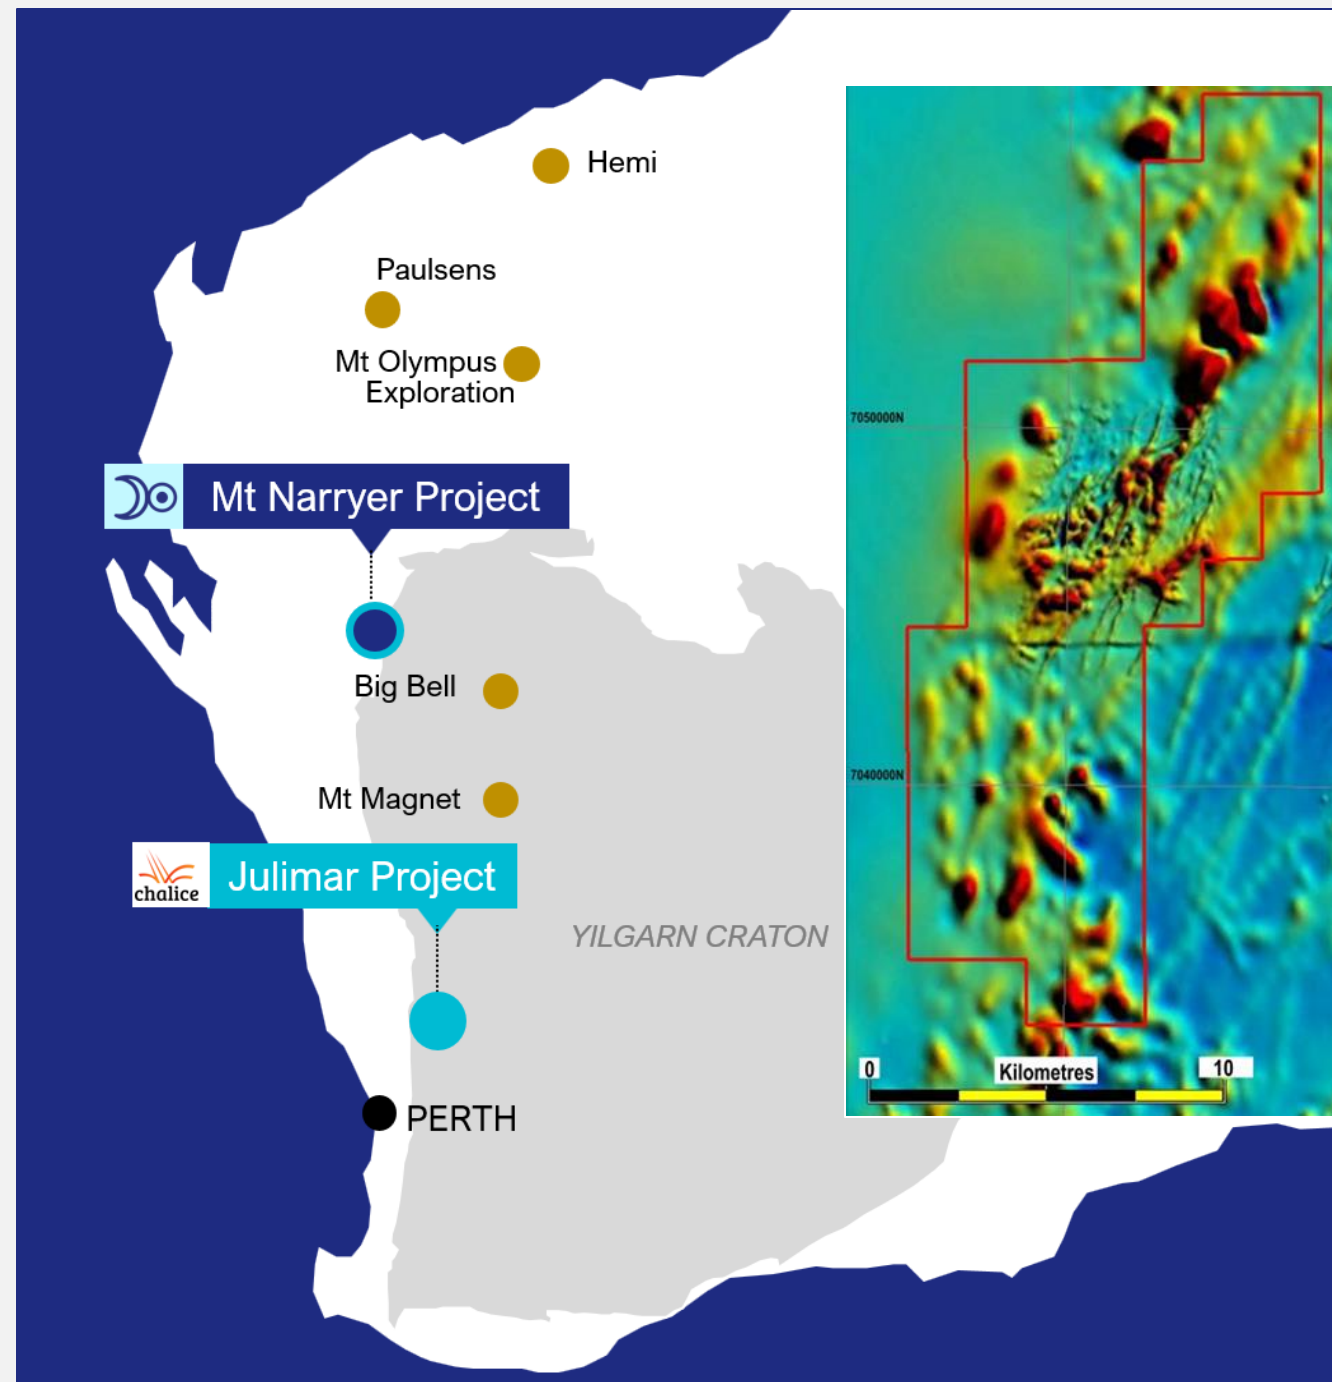 Hemi
Paulsens
Mt Olympus
Exploration
Mt Narryer Project
Big Bell
Mt Magnet
chalice
Julimar Project
YILGARN CRATON
PERTH
7050000N
7040000N
0
Kilometres
10